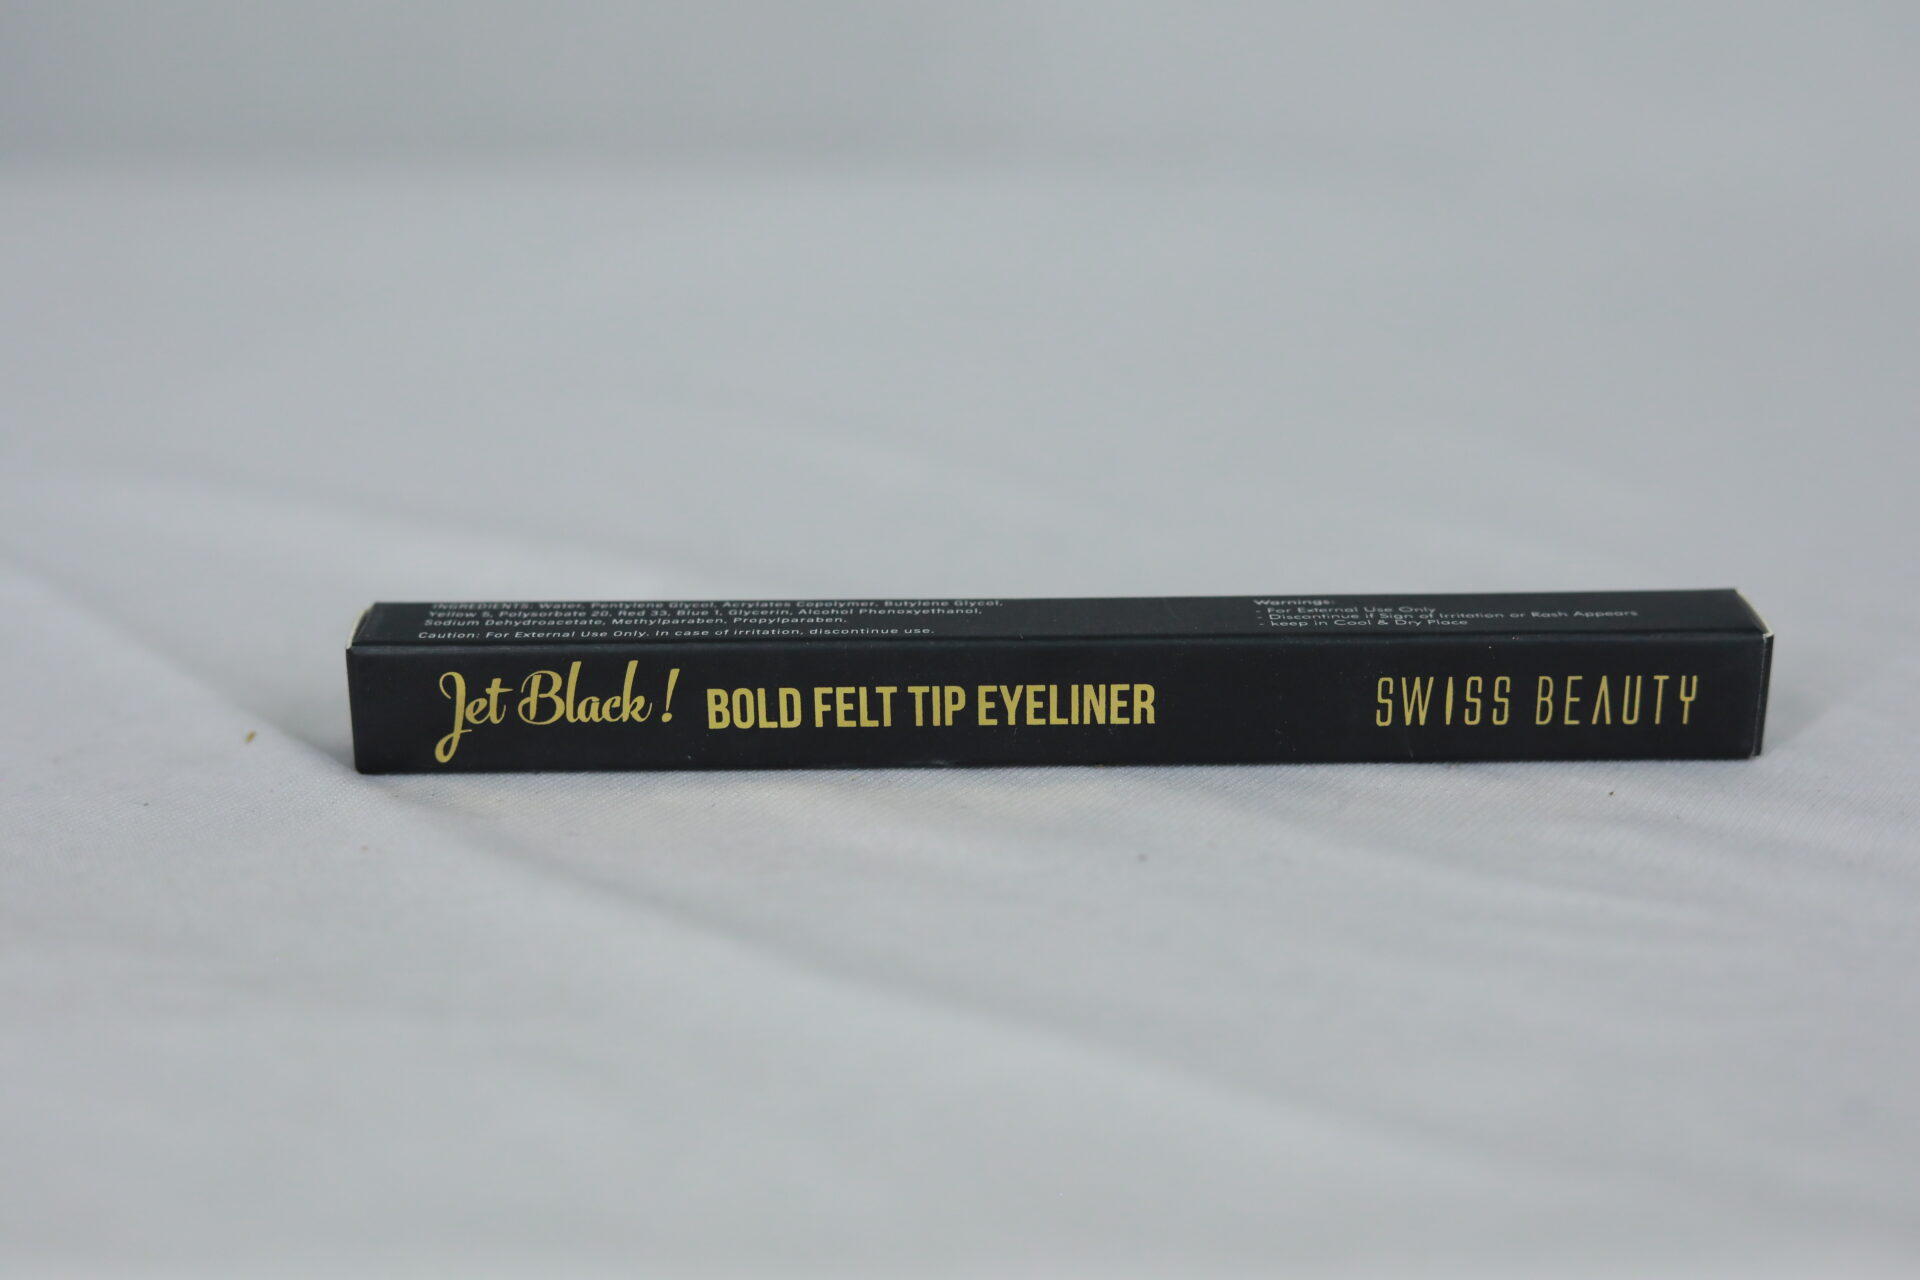 INGREDIENTS: Water, Pentylene Glycol, Acrylates Copolymer, Butylene Glycol,
Yellow 5, Polysorbate 20, Red 33, Blue 1, Glycerin, Alcohol Phenoxyethanol,
Sodium Dehydroacetate, Methylparaben, Propylparaben.
Caution: For External Use Only. In case of irritation, discontinue use.
Warnings:
- For External Use Only
- Discontinue if Sign of Irritation or Rash Appears
- keep in Cool & Dry Place
Jet Black! BOLD FELT TIP EYELINER
SWISS BEAUTY